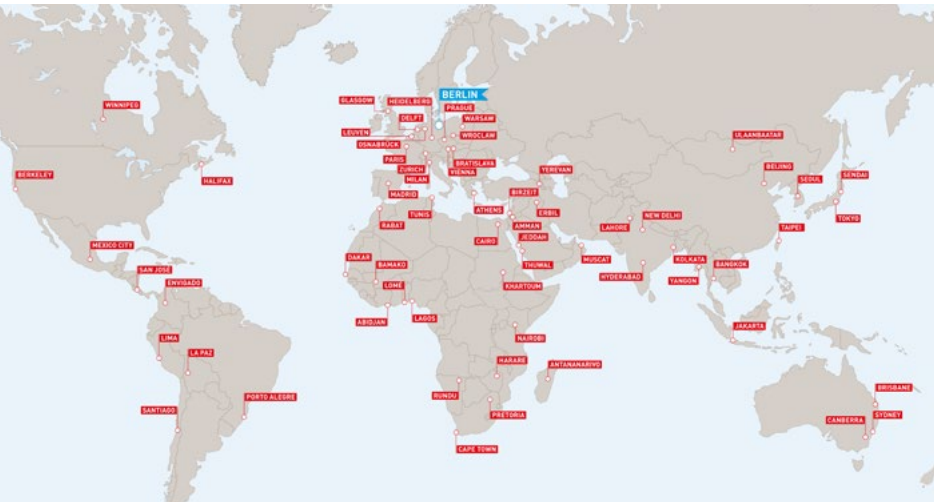 BERLIN
GLASGOW
HEIDELBERG
WINNIPEG
PRAGUE
DELFT
WARSAW
LEUVEN
WROCLAW
ULAANBAATAR
OSNABRÜCK
PARIS
BRATISLAVA
BEIJING
ZURICH
YEREVAN
VIENNA
BERKELEY
SENDAI
MILAN
SEOUL
HALIFAX
MADRID
BIRZEIT
ATHENS
ERBIL
TUNIS
NEW DELHI
TOKYO
RABAT
AMMAN
LAHORE
TAIPEI
JEDDAH
CAIRO
MEXICO CITY
DAKAR
MUSCAT
KOLKATA
BAMAKO
THUWAL
BANGKOK
SAN JOSÉ
HYDERABAD
YANGON
ENVIGADO
LOMÉ
KHARTOUM
ABIDJAN
LAGOS
JAKARTA
LIMA
NAIROBI
LA PAZ
HARARE
ANTANANARIVO
BRISBANE
RUNDU
PORTO ALEGRE
SANTIAGO
PRETORIA
SYDNEY
CANBERRA
CAPE TOWN